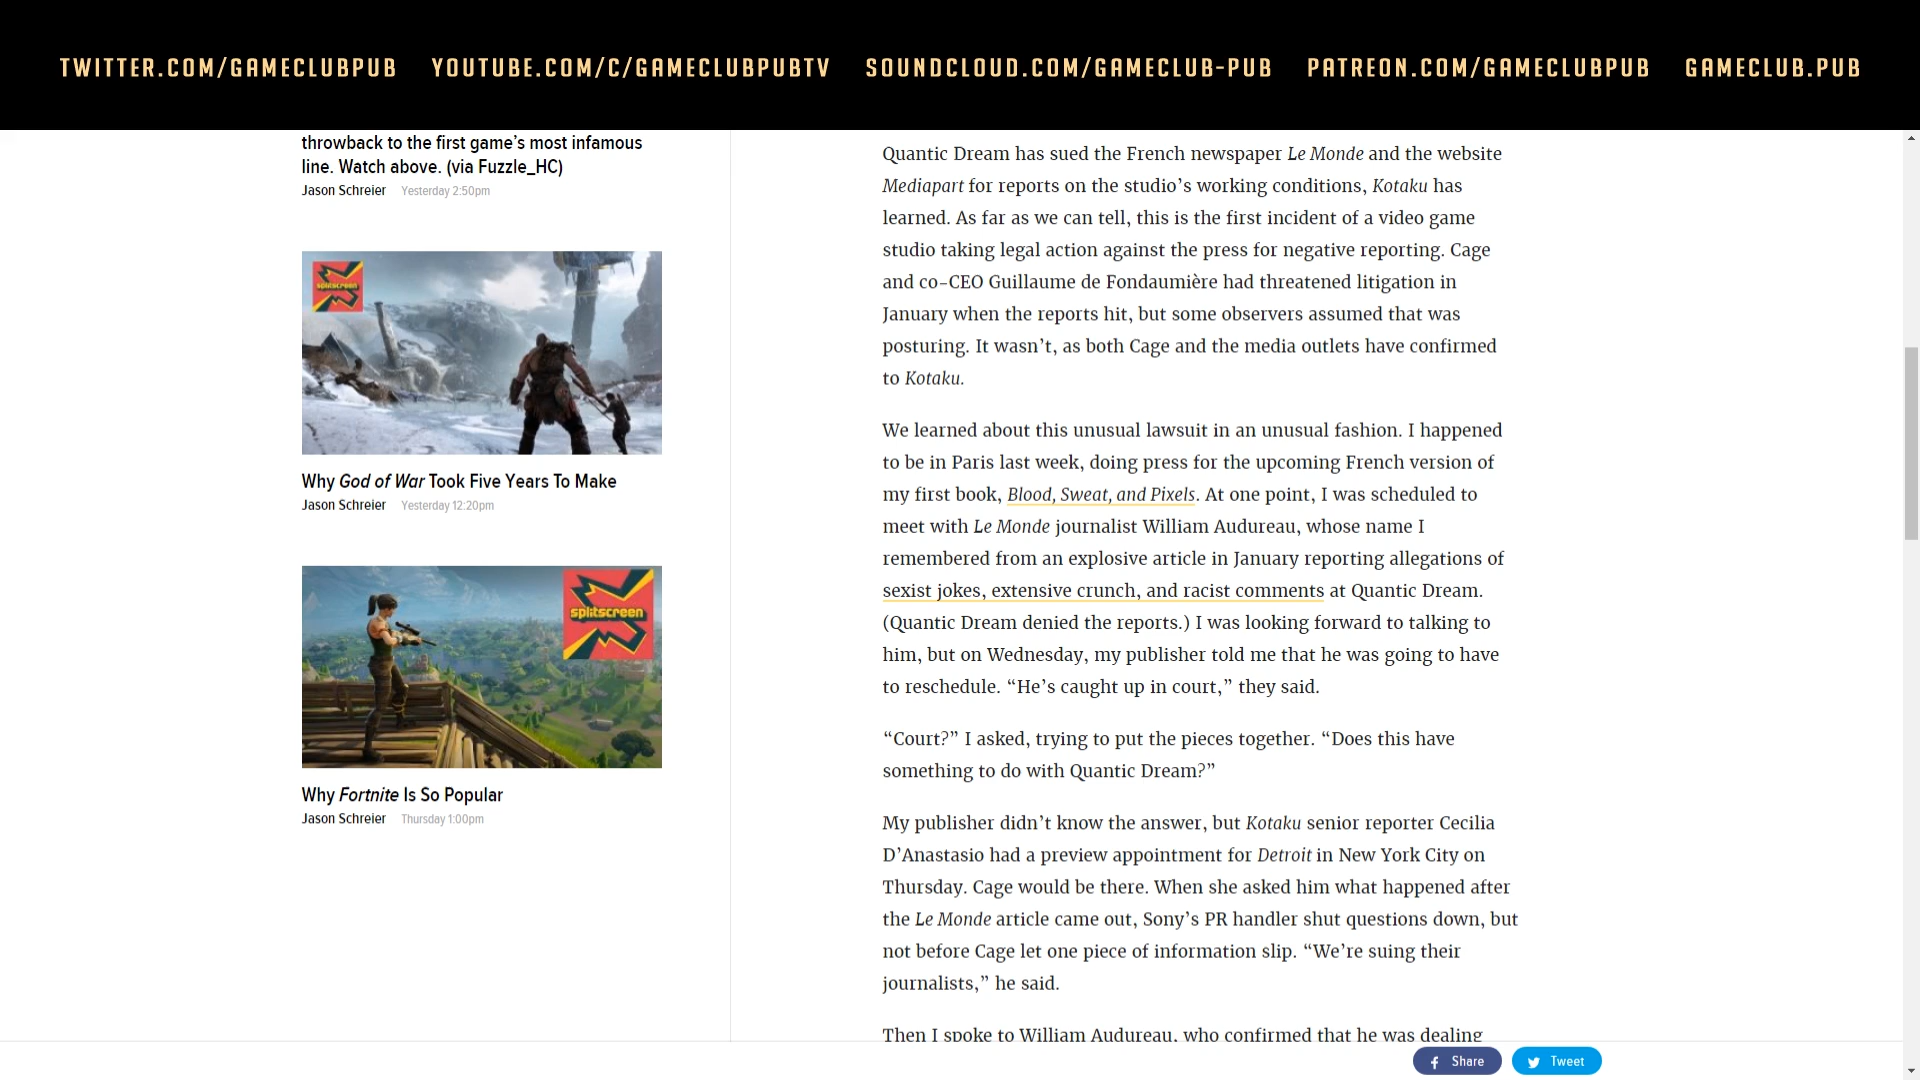 TWITTER.COM/GAMECLUBPUB YOUTUBE.COM/C/GAMECLUBPUBTV SOUNDCLOUD.COM/GAMECLUB-PUB PATREON.COM/GAMECLUBPUB GAMECLUB.PUB
throwback to the first game’s most infamous
line. Watch above. (via Fuzzle_HC)
Jason Schreier Yesterday 2:50pm
splitscreen
Why God of War Took Five Years To Make
Jason Schreier Yesterday 12:20pm
splitscreen
Why Fortnite Is So Popular
Jason Schreier Thursday 1:00pm
Quantic Dream has sued the French newspaper Le Monde and the website
Mediapart for reports on the studio’s working conditions, Kotaku has
learned. As far as we can tell, this is the first incident of a video game
studio taking legal action against the press for negative reporting. Cage
and co-CEO Guillaume de Fondaumière had threatened litigation in
January when the reports hit, but some observers assumed that was
posturing. It wasn’t, as both Cage and the media outlets have confirmed
to Kotaku.
We learned about this unusual lawsuit in an unusual fashion. I happened
to be in Paris last week, doing press for the upcoming French version of
my first book, Blood, Sweat, and Pixels. At one point, I was scheduled to
meet with Le Monde journalist William Audureau, whose name I
remembered from an explosive article in January reporting allegations of
sexist jokes, extensive crunch, and racist comments at Quantic Dream.
(Quantic Dream denied the reports.) I was looking forward to talking to
him, but on Wednesday, my publisher told me that he was going to have
to reschedule. “He’s caught up in court,” they said.
“Court?” I asked, trying to put the pieces together. “Does this have
something to do with Quantic Dream?”
My publisher didn’t know the answer, but Kotaku senior reporter Cecilia
D’Anastasio had a preview appointment for Detroit in New York City on
Thursday. Cage would be there. When she asked him what happened after
the Le Monde article came out, Sony’s PR handler shut questions down, but
not before Cage let one piece of information slip. “We’re suing their
journalists,” he said.
Then I spoke to William Audureau, who confirmed that he was dealing
Share Tweet